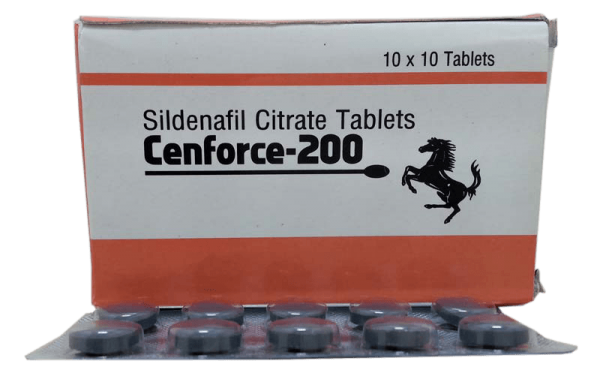 10 x 10 Tablets
Sildenafil Citrate Tablets
Cenforce-200